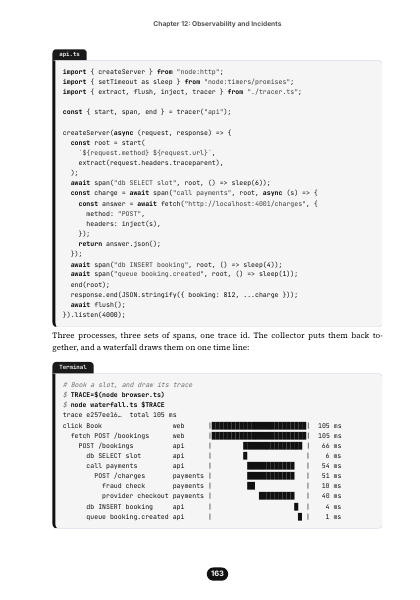 Chapter 12: Observability and Incidents
api.ts
import { createServer } from "node:http";
import { setTimeout as sleep } from "node:timers/promises";
import { extract, flush, inject, tracer } from "./tracer.ts";
const { start, span, end } = tracer("api");
createServer(async (request, response) => {
  const root = start(
    `${request.method} ${request.url}`,
    extract(request.headers.traceparent),
  );
  await span("db SELECT slot", root, () => sleep(6));
  const charge = await span("call payments", root, async (s) => {
    const answer = await fetch("http://localhost:4001/charges", {
      method: "POST",
      headers: inject(s),
    });
    return answer.json();
  });
  await span("db INSERT booking", root, () => sleep(4));
  await span("queue booking.created", root, () => sleep(1));
  end(root);
  response.end(JSON.stringify({ booking: 812, ...charge }));
  await flush();
}).listen(4000);
Three processes, three sets of spans, one trace id. The collector puts them back to-
gether, and a waterfall draws them on one time line:
Terminal
# Book a slot, and draw its trace
$ TRACE=$(node browser.ts)
$ node waterfall.ts $TRACE
trace e257ee16… total 105 ms
click Book web | | 105 ms
fetch POST /bookings web | | 105 ms
POST /bookings api | | 66 ms
db SELECT slot api | | 6 ms
call payments api | | 54 ms
POST /charges payments | | 51 ms
fraud check payments | | 10 ms
provider checkout payments | | 40 ms
db INSERT booking api | | 4 ms
queue booking.created api | | 1 ms
163